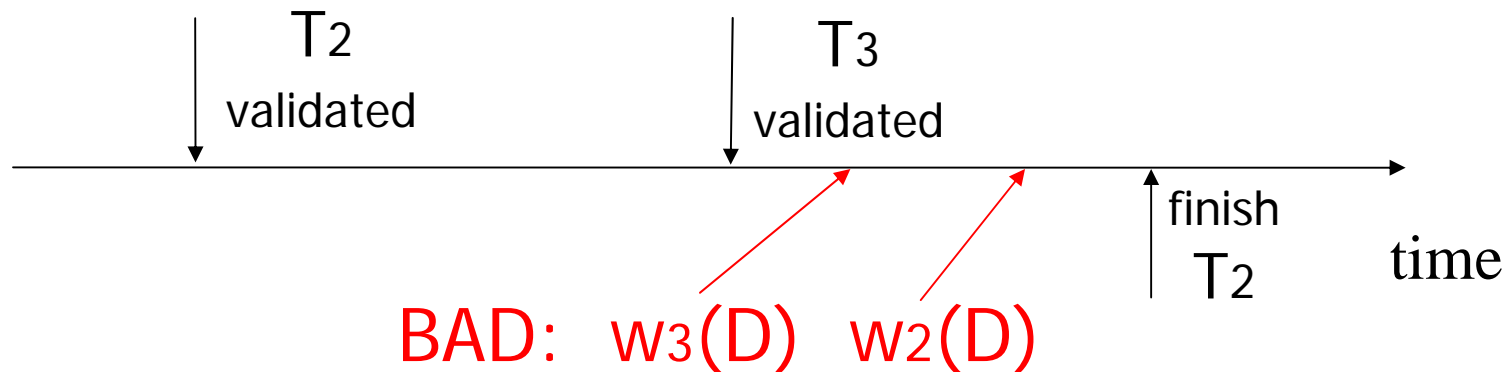 T2
validated
T3
validated
finish
T2
time
BAD: w3(D) w2(D)